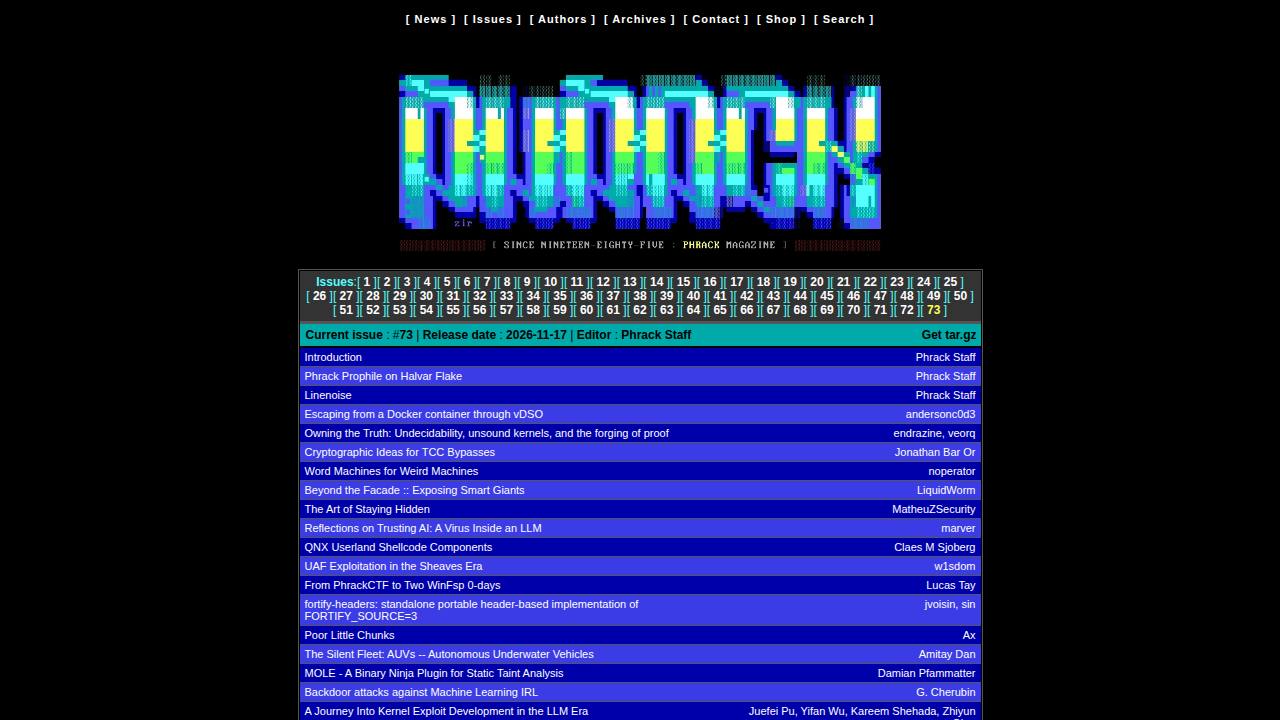 [ News ] [ Issues ] [ Authors ] [ Archives ] [ Contact ] [ Shop ] [ Search ]
zir
[ SINCE NINETEEN-EIGHTY-FIVE : PHRACK MAGAZINE ]
Issues:[ 1 ][ 2 ][ 3 ][ 4 ][ 5 ][ 6 ][ 7 ][ 8 ][ 9 ][ 10 ][ 11 ][ 12 ][ 13 ][ 14 ][ 15 ][ 16 ][ 17 ][ 18 ][ 19 ][ 20 ][ 21 ][ 22 ][ 23 ][ 24 ][ 25 ]
[ 26 ][ 27 ][ 28 ][ 29 ][ 30 ][ 31 ][ 32 ][ 33 ][ 34 ][ 35 ][ 36 ][ 37 ][ 38 ][ 39 ][ 40 ][ 41 ][ 42 ][ 43 ][ 44 ][ 45 ][ 46 ][ 47 ][ 48 ][ 49 ][ 50 ]
[ 51 ][ 52 ][ 53 ][ 54 ][ 55 ][ 56 ][ 57 ][ 58 ][ 59 ][ 60 ][ 61 ][ 62 ][ 63 ][ 64 ][ 65 ][ 66 ][ 67 ][ 68 ][ 69 ][ 70 ][ 71 ][ 72 ][ 73 ]
Current issue : #73 | Release date : 2026-11-17 | Editor : Phrack Staff Get tar.gz
Introduction Phrack Staff
Phrack Prophile on Halvar Flake Phrack Staff
Linenoise Phrack Staff
Escaping from a Docker container through vDSO andersonc0d3
Owning the Truth: Undecidability, unsound kernels, and the forging of proof endrazine, veorq
Cryptographic Ideas for TCC Bypasses Jonathan Bar Or
Word Machines for Weird Machines noperator
Beyond the Facade :: Exposing Smart Giants LiquidWorm
The Art of Staying Hidden MatheuZSecurity
Reflections on Trusting AI: A Virus Inside an LLM marver
QNX Userland Shellcode Components Claes M Sjoberg
UAF Exploitation in the Sheaves Era w1sdom
From PhrackCTF to Two WinFsp 0-days Lucas Tay
fortify-headers: standalone portable header-based implementation of jvoisin, sin
FORTIFY_SOURCE=3
Poor Little Chunks Ax
The Silent Fleet: AUVs -- Autonomous Underwater Vehicles Amitay Dan
MOLE - A Binary Ninja Plugin for Static Taint Analysis Damian Pfammatter
Backdoor attacks against Machine Learning IRL G. Cherubin
A Journey Into Kernel Exploit Development in the LLM Era Juefei Pu, Yifan Wu, Kareem Shehada, Zhiyun